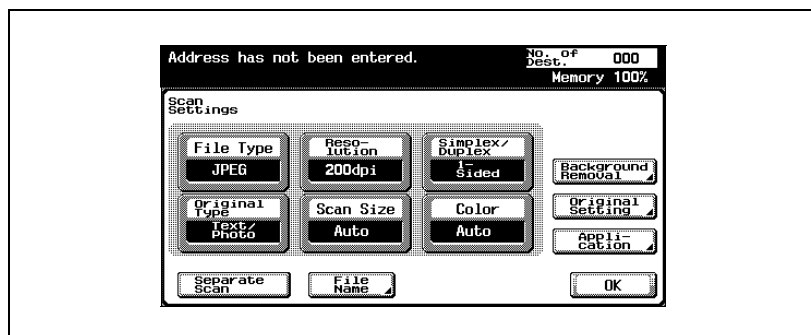 Address has not been entered.
No. of
Dest.
000
Memory 100%
Scan
Settings
File Type
JPEG
Reso-
lution
200dpi
Simplex/
Duplex
1-
Sided
Background
Removal
Original
Type
Text/
Photo
Scan Size
Auto
Color
Auto
Original
Setting
Appli-
cation
Separate
Scan
File
Name
OK